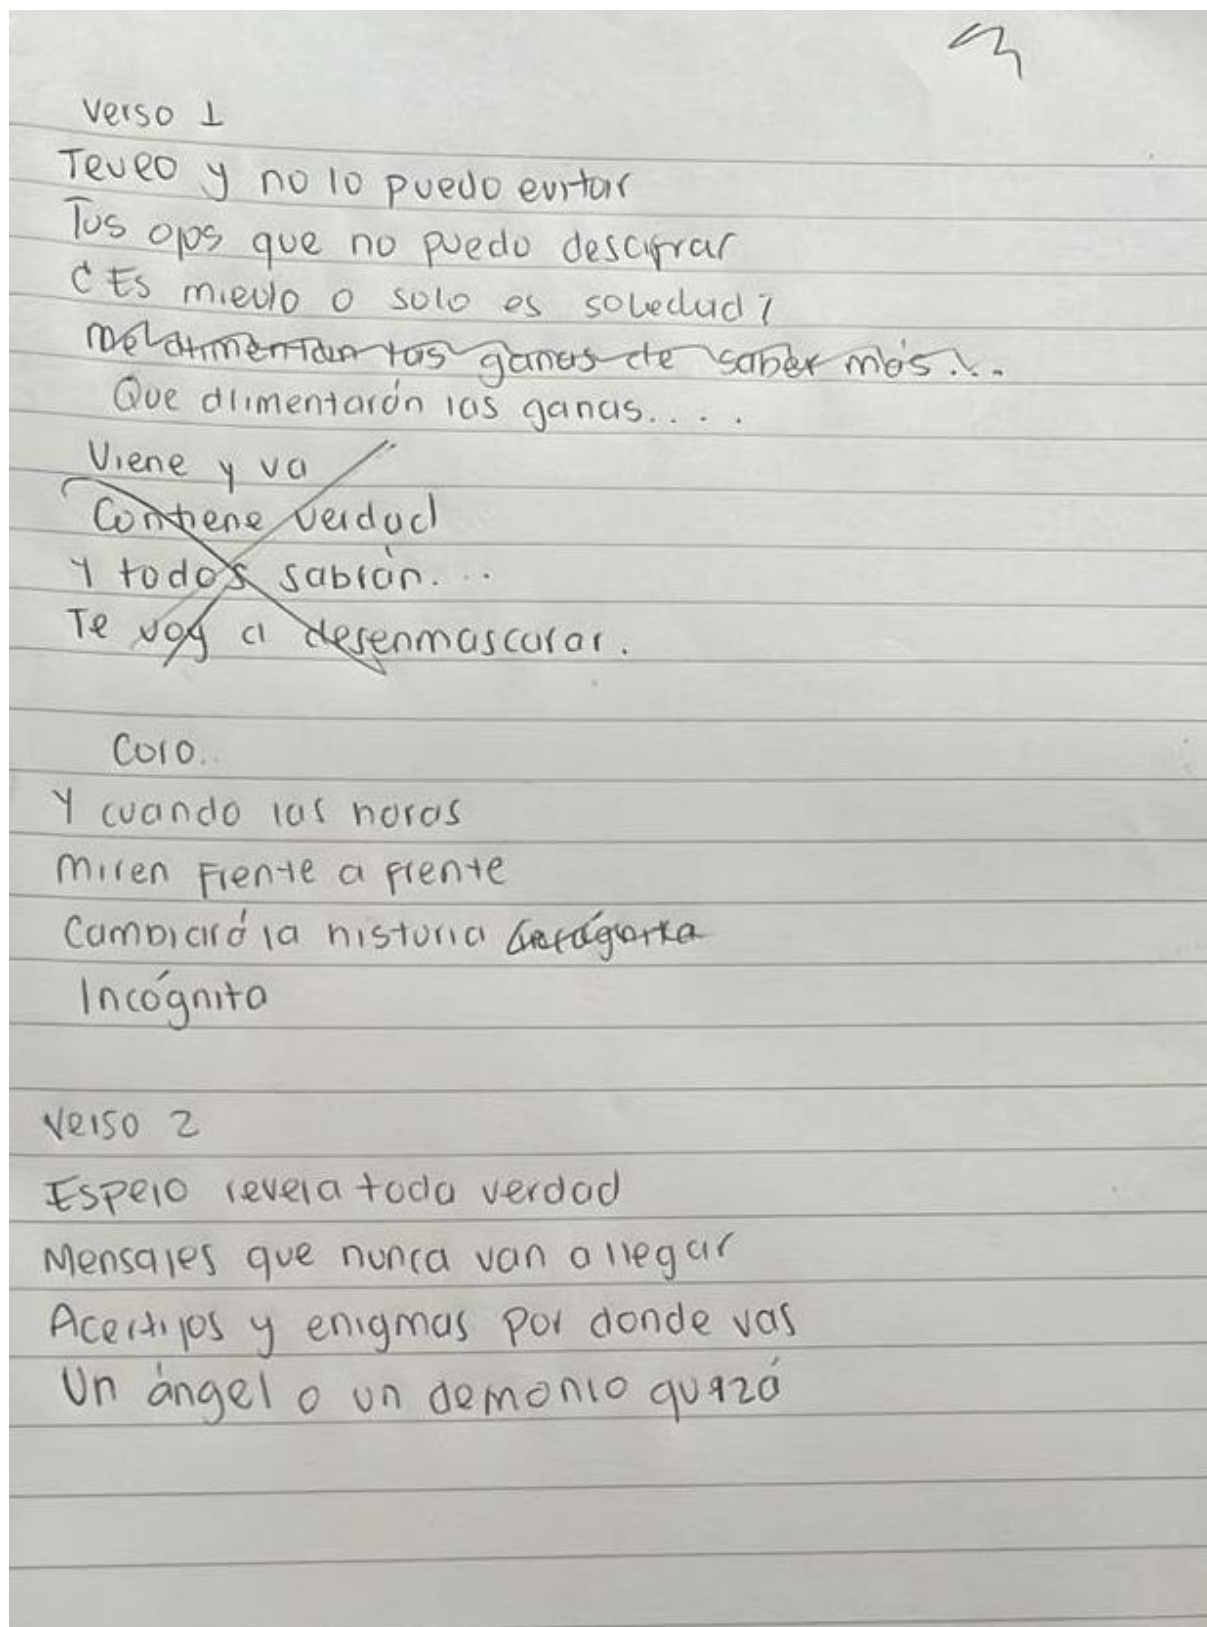 Verso 1
Te veo y no lo puedo evitar
Tus ojos que no puedo descifrar
¿Es miedo o solo es soledad?
Me alimentan las ganas de saber más...
Que alimentarán las ganas....
Viene y va
Contiene verdad
Y todos sabrán...
Te voy a desenmascarar.
Coro..
Y cuando las horas
miren Frente a frente
Cambiará la historia
Incógnita
Verso 2
Espejo revela toda verdad
Mensajes que nunca van a llegar
Acertijos y enigmas por donde vas
Un ángel o un demonio quizá